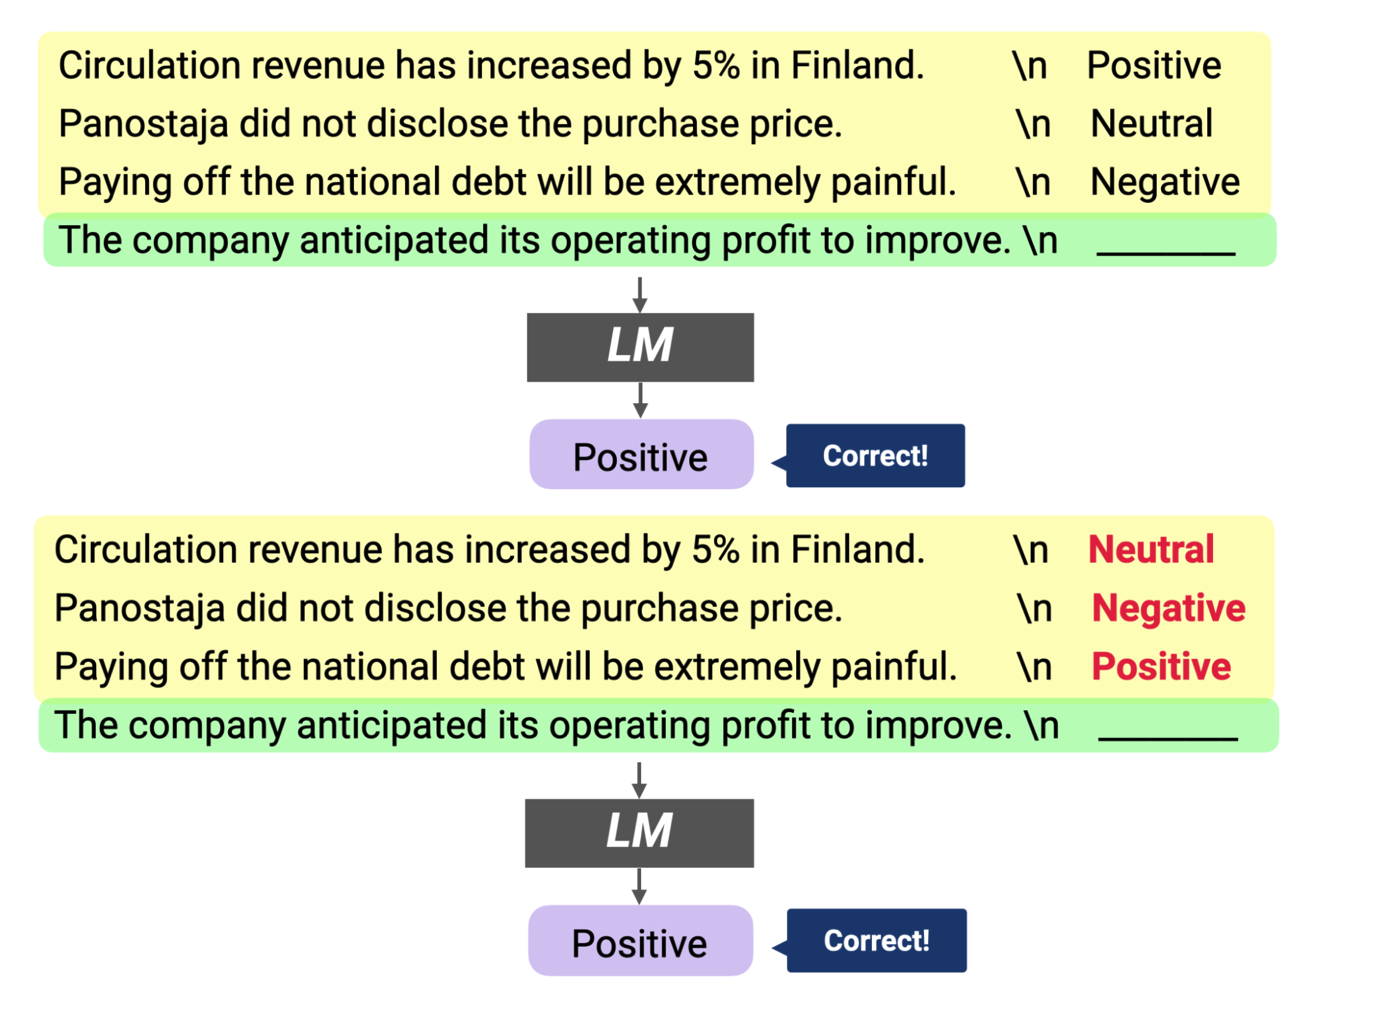 Circulation revenue has increased by 5% in Finland. \n Positive
Panostaja did not disclose the purchase price. \n Neutral
Paying off the national debt will be extremely painful. \n Negative
The company anticipated its operating profit to improve. \n ________
LM
Positive
Correct!
Circulation revenue has increased by 5% in Finland. \n Neutral
Panostaja did not disclose the purchase price. \n Negative
Paying off the national debt will be extremely painful. \n Positive
The company anticipated its operating profit to improve. \n ________
LM
Positive
Correct!